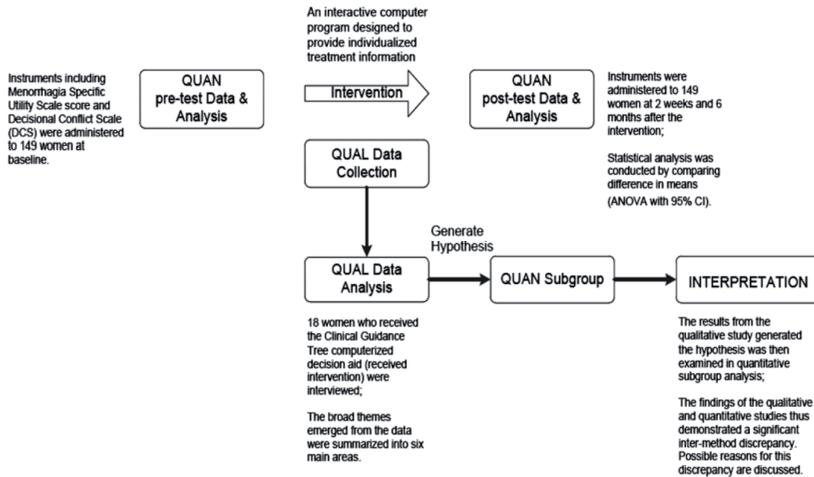 An interactive computer
program designed to
provide individualized
treatment information
Instruments including
Menorrhagia Specific
Utility Scale score and
Decisional Conflict Scale
(DCS) were administered
to 149 women at
baseline.
QUAN
pre-test Data &
Analysis
Intervention
QUAN
post-test Data &
Analysis
Instruments were
administered to 149
women at 2 weeks and 6
months after the
intervention;
Statistical analysis was
conducted by comparing
difference in means
(ANOVA with 95% CI).
QUAL Data
Collection
Generate
Hypothesis
QUAL Data
Analysis
QUAN Subgroup
INTERPRETATION
18 women who received
the Clinical Guidance
Tree computerized
decision aid (received
intervention) were
interviewed;
The broad themes
emerged from the data
were summarized into six
main areas.
The results from the
qualitative study generated
the hypothesis was then
examined in quantitative
subgroup analysis;
The findings of the qualitative
and quantitative studies thus
demonstrated a significant
inter-method discrepancy.
Possible reasons for this
discrepancy are discussed.